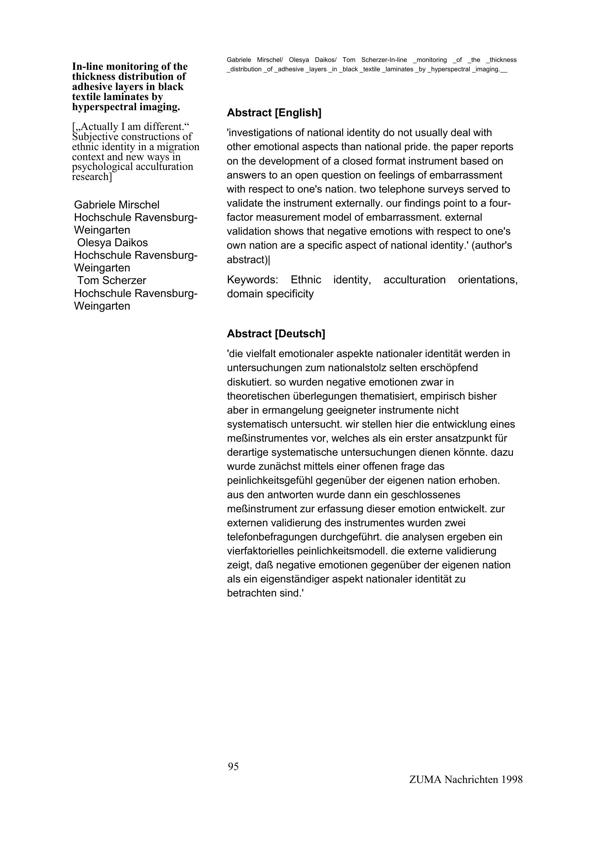 Gabriele Mirschel/ Olesya Daikos/ Tom Scherzer-In-line _monitoring _of _the _thickness
_distribution _of _adhesive _layers _in _black _textile _laminates _by _hyperspectral _imaging.__
In-line monitoring of the
thickness distribution of
adhesive layers in black
textile laminates by
hyperspectral imaging.
[„Actually I am different.“
Subjective constructions of
ethnic identity in a migration
context and new ways in
psychological acculturation
research]
Gabriele Mirschel
Hochschule Ravensburg-
Weingarten
Olesya Daikos
Hochschule Ravensburg-
Weingarten
Tom Scherzer
Hochschule Ravensburg-
Weingarten
Abstract [English]
'investigations of national identity do not usually deal with
other emotional aspects than national pride. the paper reports
on the development of a closed format instrument based on
answers to an open question on feelings of embarrassment
with respect to one's nation. two telephone surveys served to
validate the instrument externally. our findings point to a four-
factor measurement model of embarrassment. external
validation shows that negative emotions with respect to one's
own nation are a specific aspect of national identity.' (author's
abstract)|
Keywords: Ethnic identity, acculturation orientations,
domain specificity
Abstract [Deutsch]
'die vielfalt emotionaler aspekte nationaler identität werden in
untersuchungen zum nationalstolz selten erschöpfend
diskutiert. so wurden negative emotionen zwar in
theoretischen überlegungen thematisiert, empirisch bisher
aber in ermangelung geeigneter instrumente nicht
systematisch untersucht. wir stellen hier die entwicklung eines
meßinstrumentes vor, welches als ein erster ansatzpunkt für
derartige systematische untersuchungen dienen könnte. dazu
wurde zunächst mittels einer offenen frage das
peinlichkeitsgefühl gegenüber der eigenen nation erhoben.
aus den antworten wurde dann ein geschlossenes
meßinstrument zur erfassung dieser emotion entwickelt. zur
externen validierung des instrumentes wurden zwei
telefonbefragungen durchgeführt. die analysen ergeben ein
vierfaktorielles peinlichkeitsmodell. die externe validierung
zeigt, daß negative emotionen gegenüber der eigenen nation
als ein eigenständiger aspekt nationaler identität zu
betrachten sind.'
95
ZUMA Nachrichten 1998